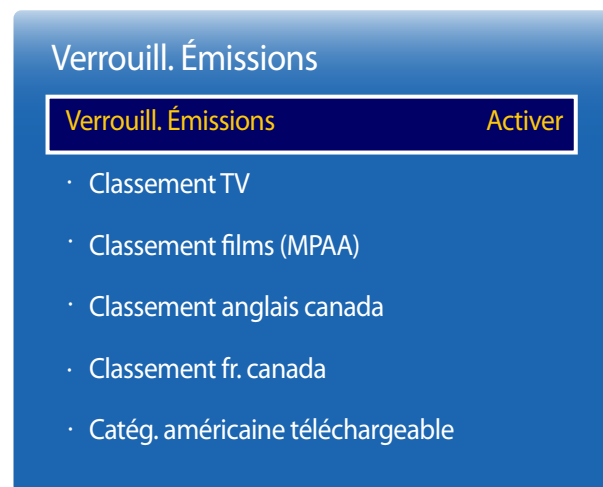 Verrouill. Émissions
Verrouill. Émissions Activer
· Classement TV
· Classement films (MPAA)
· Classement anglais canada
· Classement fr. canada
· Catég. américaine téléchargeable